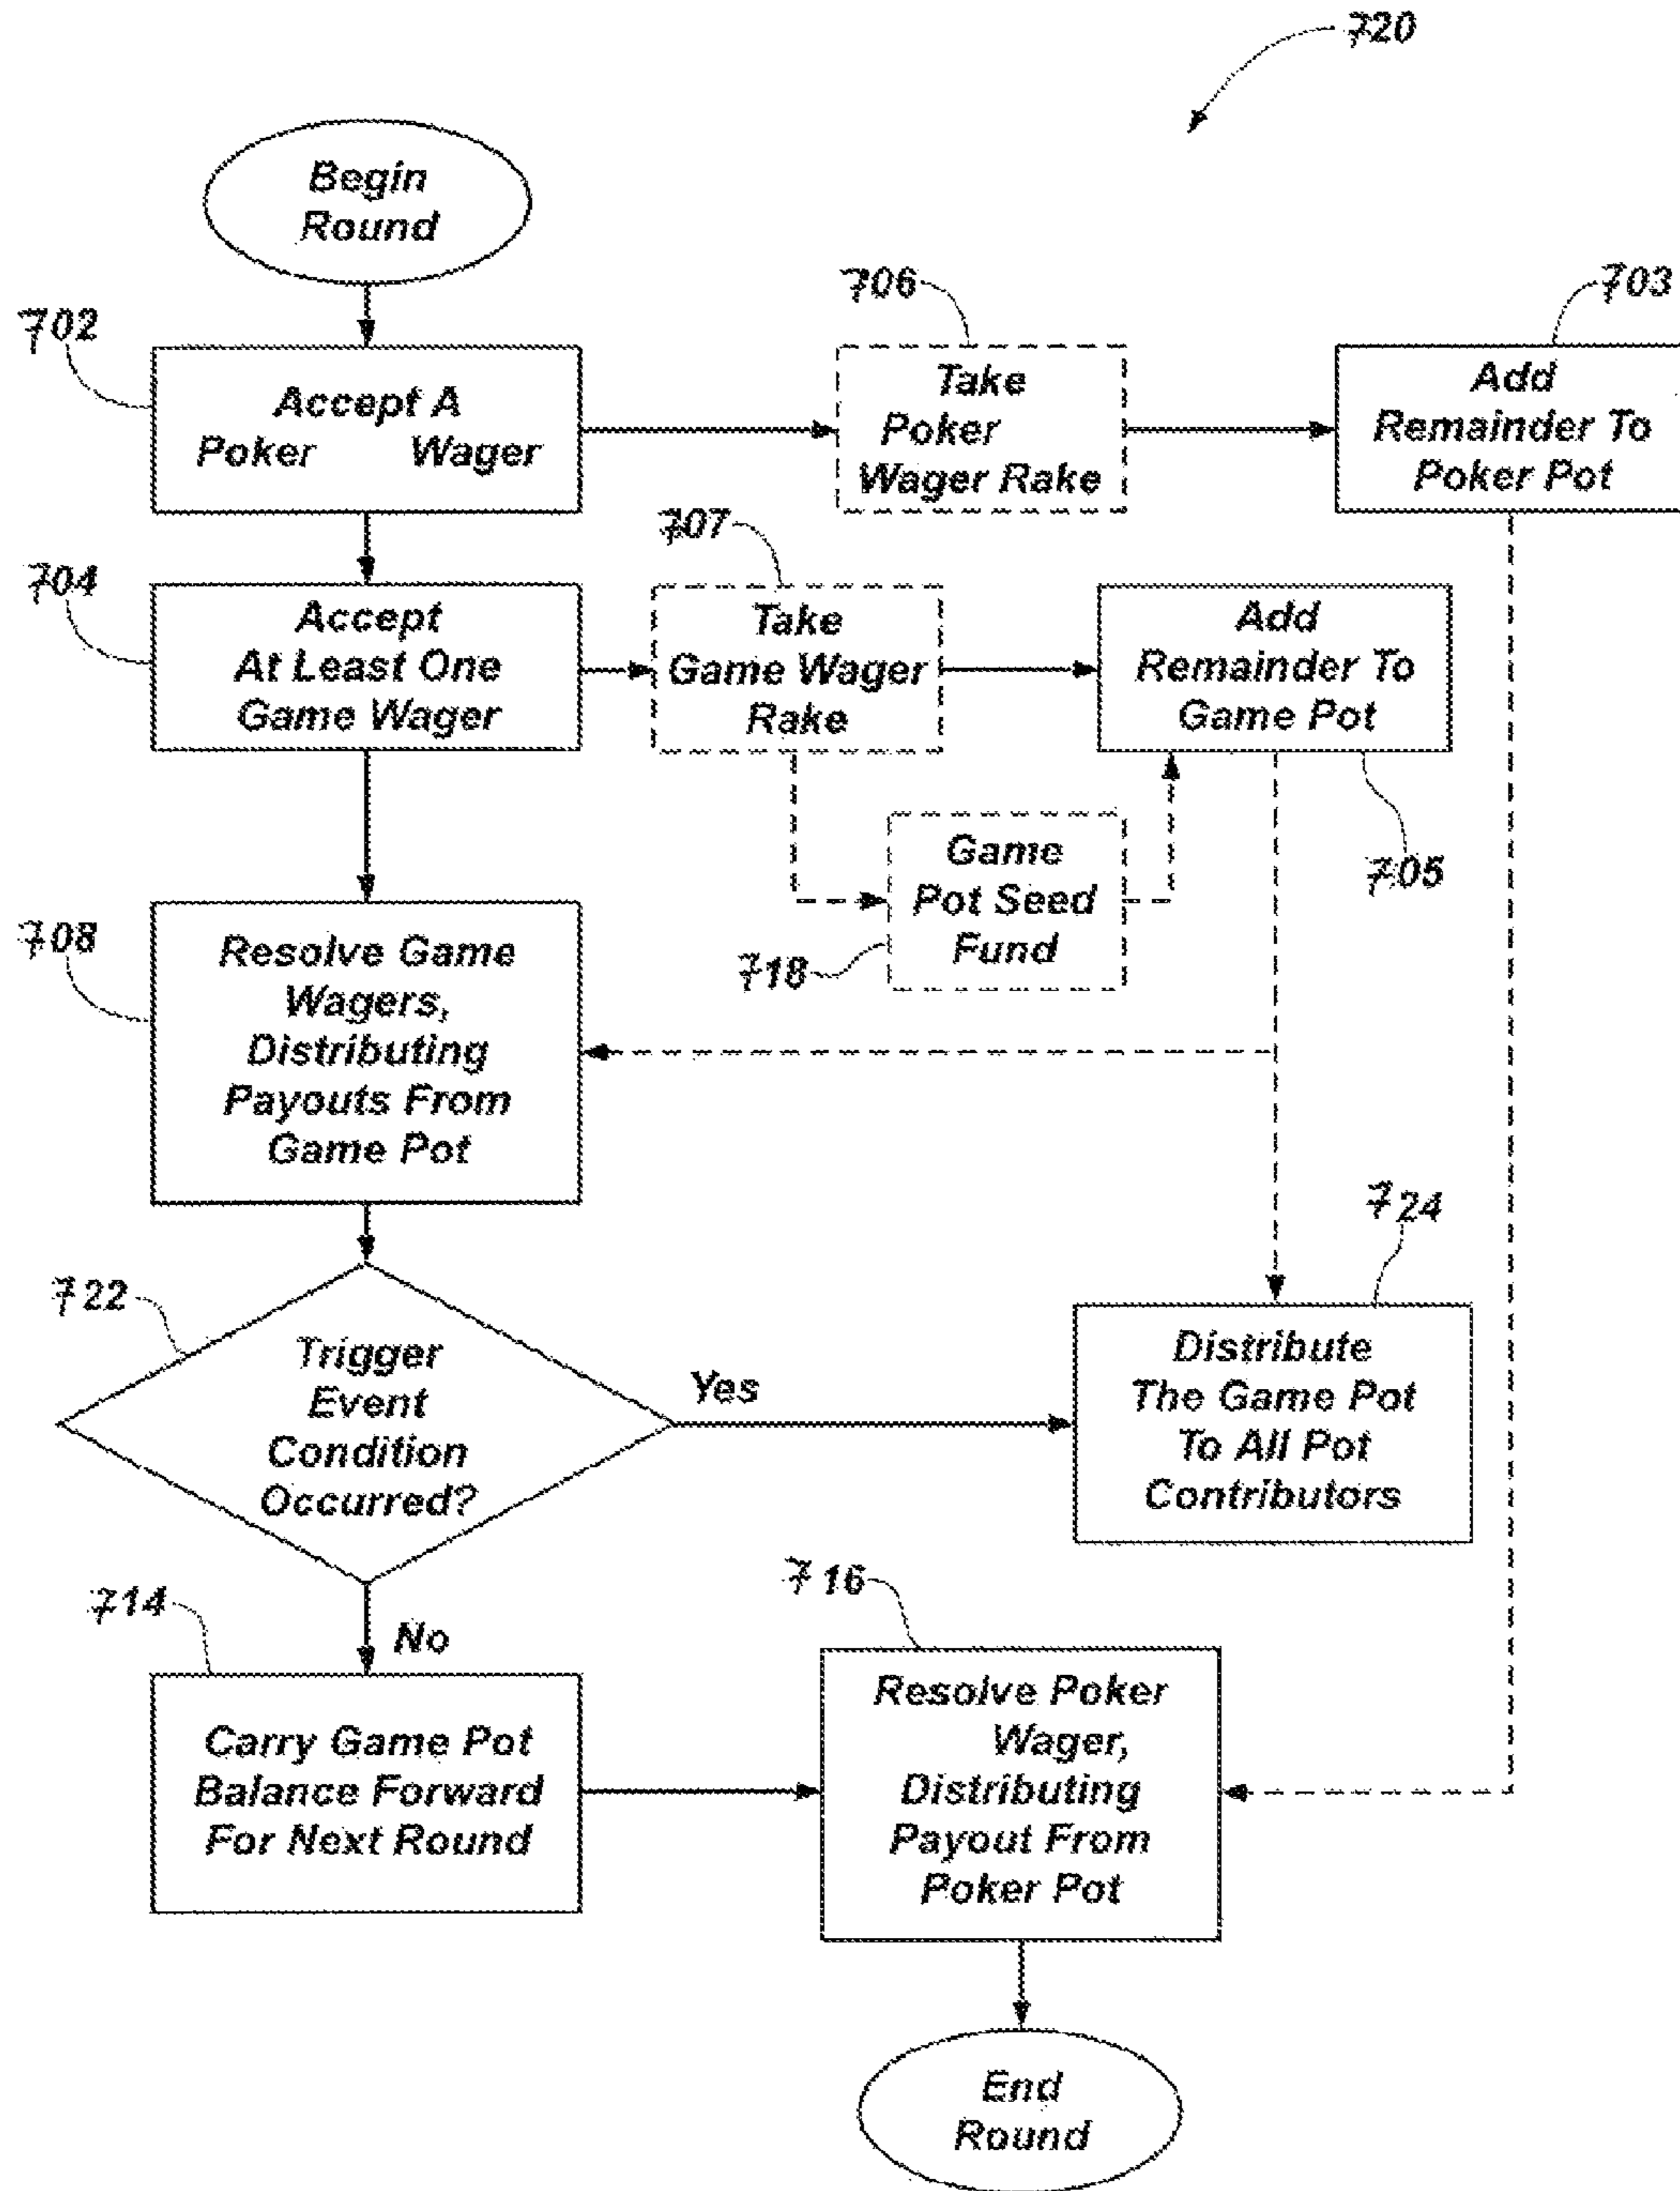 720
Begin
Round
706
703
702
Accept A
Poker Wager
Take
Poker
Wager Rake
Add
Remainder To
Poker Pot
707
704
Accept
At Least One
Game Wager
Take
Game Wager
Rake
Add
Remainder To
Game Pot
705
Game
Pot Seed
Fund
718
708
Resolve Game
Wagers,
Distributing
Payouts From
Game Pot
724
722
Trigger
Event
Condition
Occurred?
Yes
Distribute
The Game Pot
To All Pot
Contributors
716
714
No
Carry Game Pot
Balance Forward
For Next Round
Resolve Poker
Wager,
Distributing
Payout From
Poker Pot
End
Round